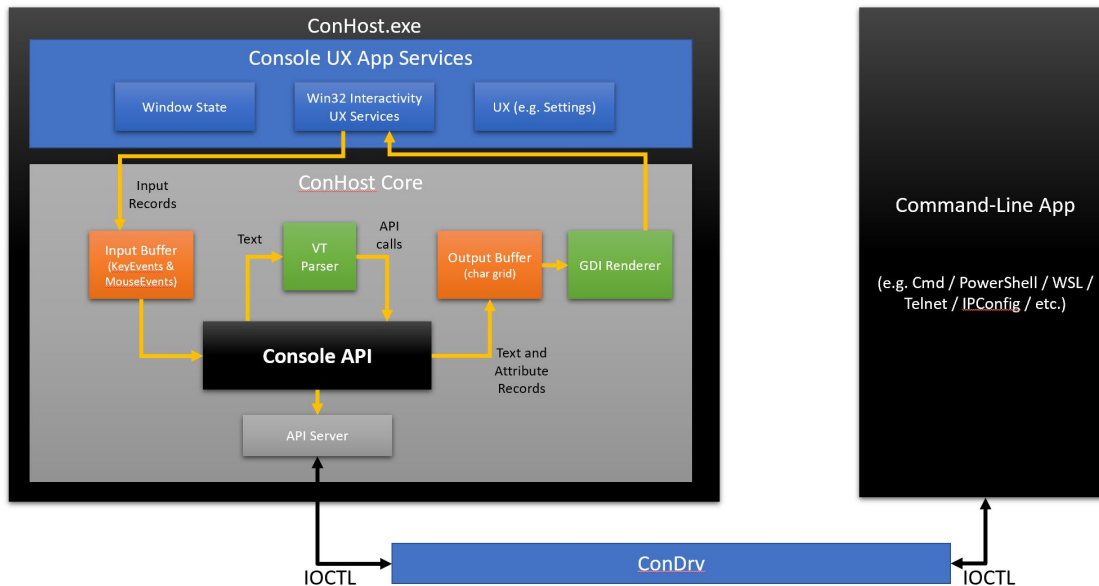 ConHost.exe
Console UX App Services
Window State
Win32 Interactivity
UX Services
UX (e.g. Settings)
ConHost Core
Input
Records
Input Buffer
(KeyEvents &
MouseEvents)
Text
VT
Parser
API
calls
Output Buffer
(char grid)
GDI Renderer
Console API
Text and
Attribute
Records
API Server
Command-Line App
(e.g. Cmd / PowerShell / WSL /
Telnet / IPConfig / etc.)
IOCTL
ConDrv
IOCTL